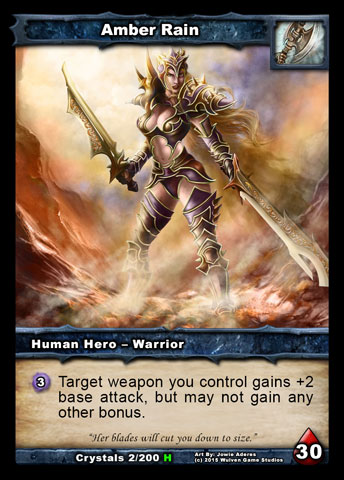 Amber Rain
Human Hero – Warrior
3 Target weapon you control gains +2
base attack, but may not gain any
other bonus.
"Her blades will cut you down to size."
Crystals 2/200 H
Art By: Jowie Aderes
(c) 2015 Wulven Game Studios
30